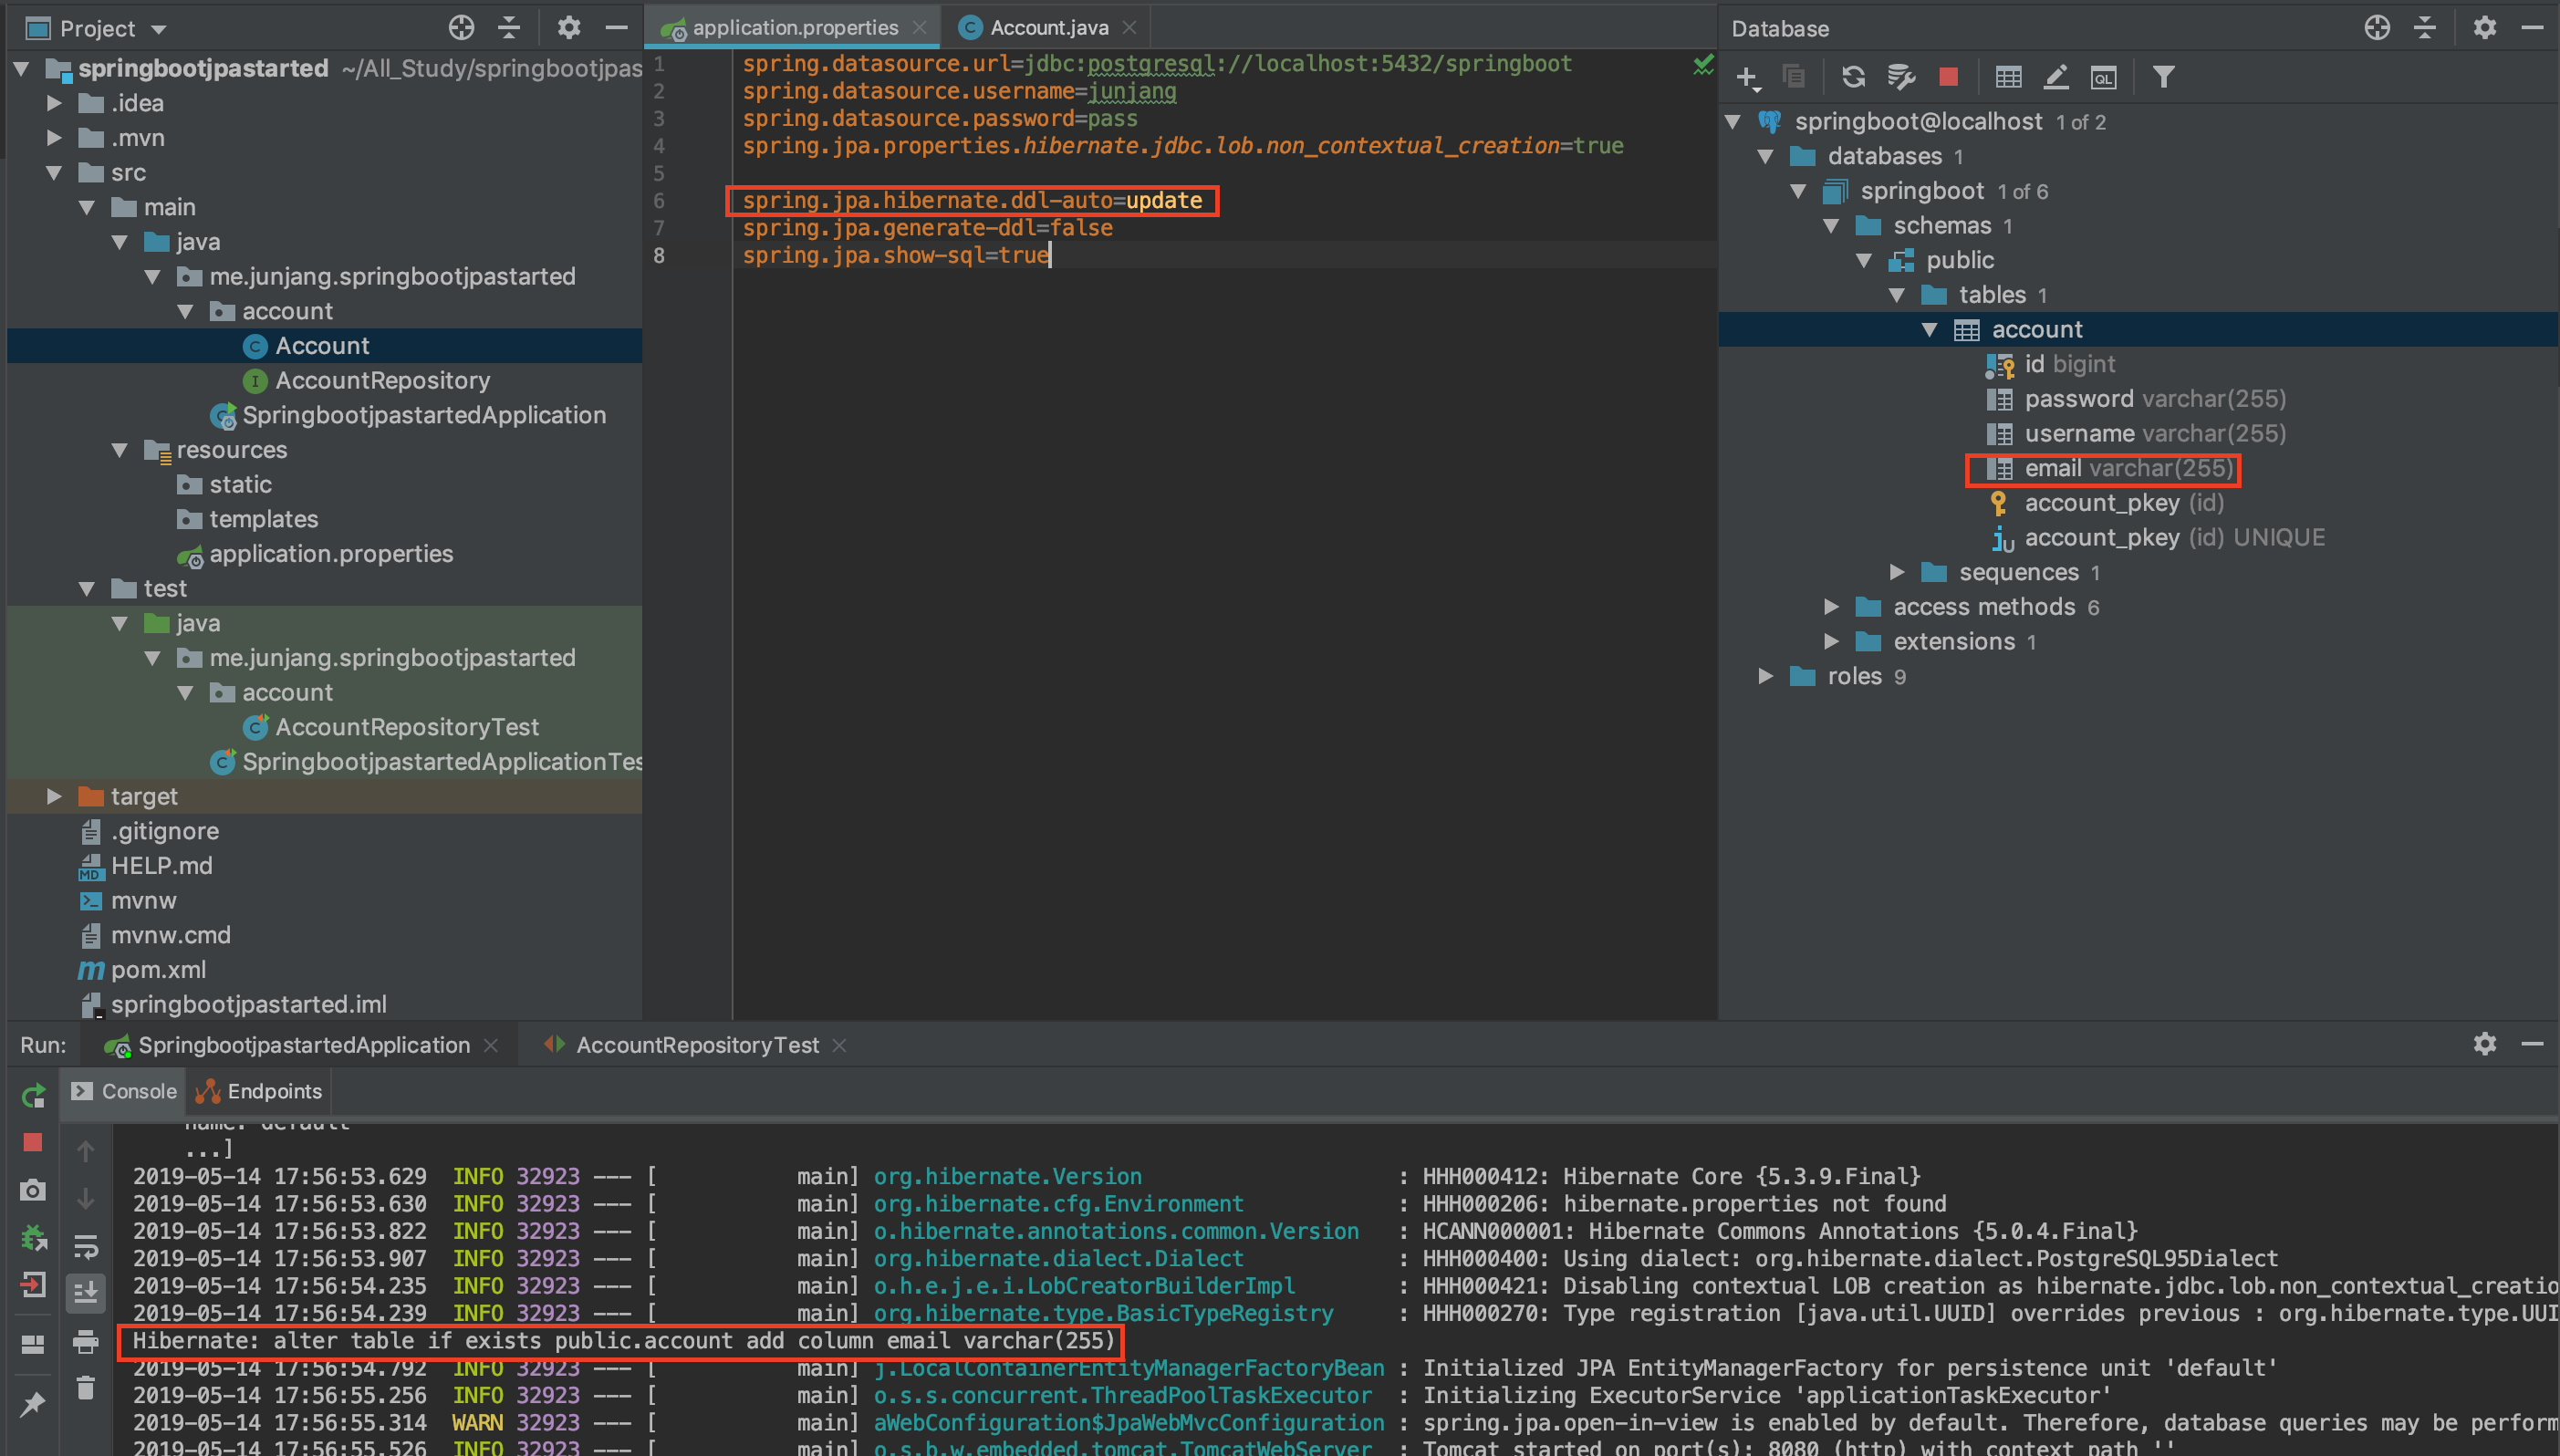 Project
springbootjpastarted ~/All_Study/springbootjpas
.idea
.mvn
src
main
java
me.junjang.springbootjpastarted
account
Account
AccountRepository
SpringbootjpastartedApplication
resources
static
templates
application.properties
test
java
me.junjang.springbootjpastarted
account
AccountRepositoryTest
SpringbootjpastartedApplicationTes
target
.gitignore
HELP.md
mvnw
mvnw.cmd
pom.xml
springbootjpastarted.iml
application.properties
Account.java
1 spring.datasource.url=jdbc:postgresql://localhost:5432/springboot
2 spring.datasource.username=junjang
3 spring.datasource.password=pass
4 spring.jpa.properties.hibernate.jdbc.lob.non_contextual_creation=true
5
6 spring.jpa.hibernate.ddl-auto=update
7 spring.jpa.generate-ddl=false
8 spring.jpa.show-sql=true
Database
springboot@localhost 1 of 2
databases 1
springboot 1 of 6
schemas 1
public
tables 1
account
id bigint
password varchar(255)
username varchar(255)
email varchar(255)
account_pkey (id)
account_pkey (id) UNIQUE
sequences 1
access methods 6
extensions 1
roles 9
Run: SpringbootjpastartedApplication AccountRepositoryTest
Console Endpoints
name: default
...]
2019-05-14 17:56:53.629 INFO 32923 --- [ main] org.hibernate.Version : HHH000412: Hibernate Core {5.3.9.Final}
2019-05-14 17:56:53.630 INFO 32923 --- [ main] org.hibernate.cfg.Environment : HHH000206: hibernate.properties not found
2019-05-14 17:56:53.822 INFO 32923 --- [ main] o.hibernate.annotations.common.Version : HCANN000001: Hibernate Commons Annotations {5.0.4.Final}
2019-05-14 17:56:53.907 INFO 32923 --- [ main] org.hibernate.dialect.Dialect : HHH000400: Using dialect: org.hibernate.dialect.PostgreSQL95Dialect
2019-05-14 17:56:54.235 INFO 32923 --- [ main] o.h.e.j.e.i.LobCreatorBuilderImpl : HHH000421: Disabling contextual LOB creation as hibernate.jdbc.lob.non_contextual_creatio
2019-05-14 17:56:54.239 INFO 32923 --- [ main] org.hibernate.type.BasicTypeRegistry : HHH000270: Type registration [java.util.UUID] overrides previous : org.hibernate.type.UUI
Hibernate: alter table if exists public.account add column email varchar(255)
2019-05-14 17:56:54.792 INFO 32923 --- [ main] j.LocalContainerEntityManagerFactoryBean : Initialized JPA EntityManagerFactory for persistence unit 'default'
2019-05-14 17:56:55.256 INFO 32923 --- [ main] o.s.s.concurrent.ThreadPoolTaskExecutor : Initializing ExecutorService 'applicationTaskExecutor'
2019-05-14 17:56:55.314 WARN 32923 --- [ main] aWebConfiguration$JpaWebMvcConfiguration : spring.jpa.open-in-view is enabled by default. Therefore, database queries may be perform
2019-05-14 17:56:55.526 INFO 32923 --- [ main] o.s.b.w.embedded.tomcat.TomcatWebServer : Tomcat started on port(s): 8080 (http) with context path ''